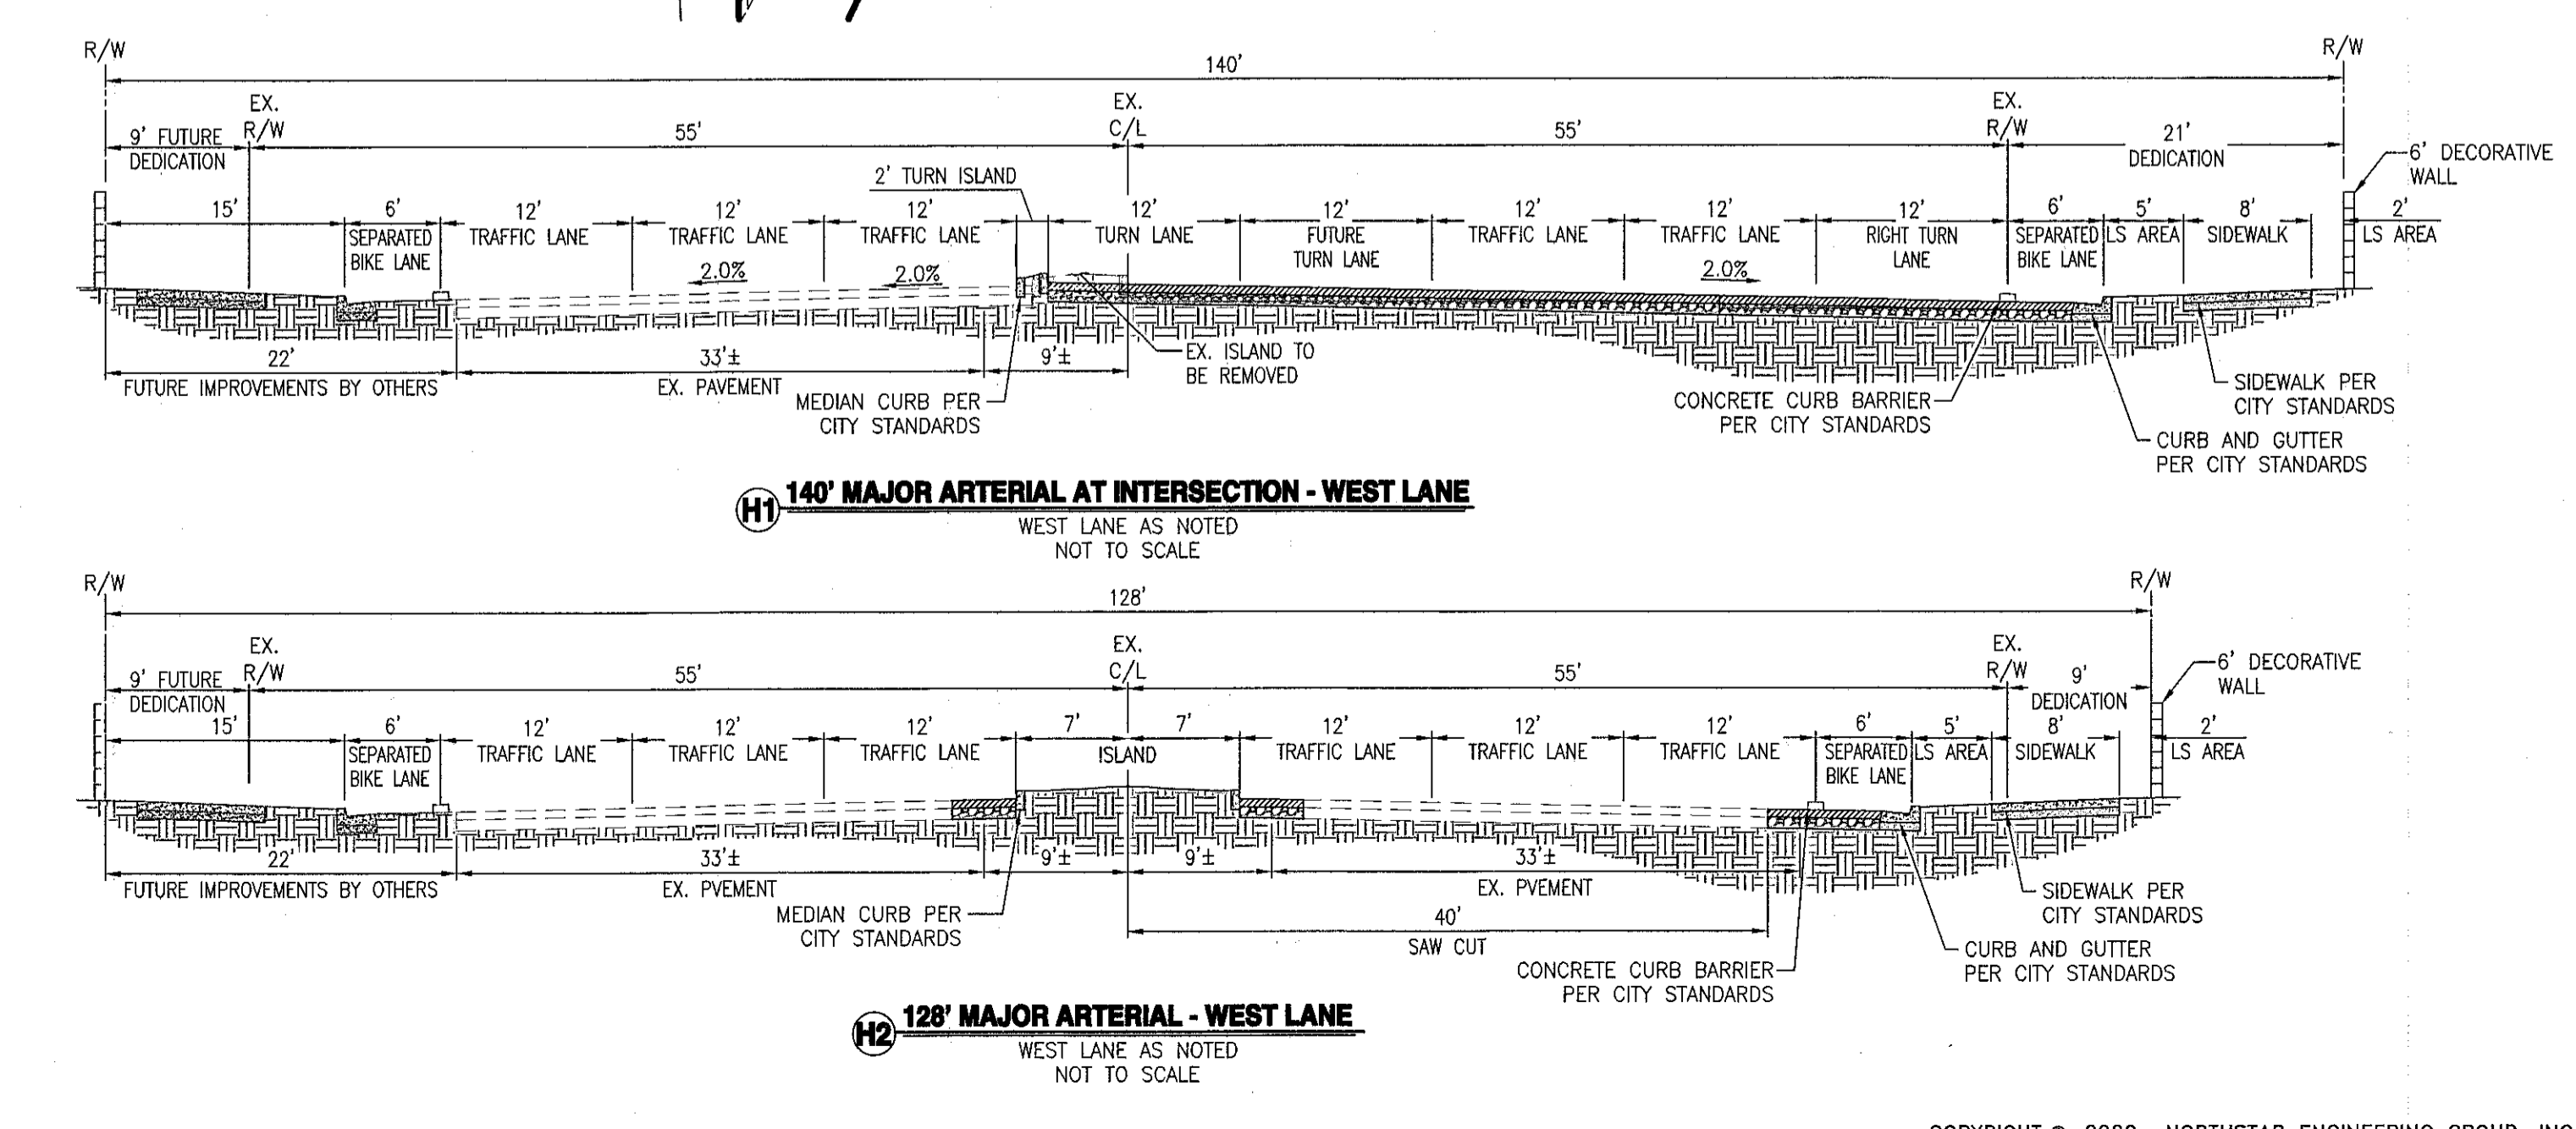 R/W R/W
140'
EX. EX. EX.
9' FUTURE R/W 55' C/L 55' R/W 21'
DEDICATION DEDICATION
6' DECORATIVE
WALL
2' TURN ISLAND
15' 6' 12' 12' 12' 12' 12' 12' 12' 12' 6' 5' 8' 2'
SEPARATED TRAFFIC LANE TRAFFIC LANE TRAFFIC LANE TURN LANE FUTURE TRAFFIC LANE TRAFFIC LANE RIGHT TURN SEPARATED LS AREA SIDEWALK LS AREA
BIKE LANE TURN LANE LANE BIKE LANE
2.0% 2.0% 2.0%
22' 33'± 9'± EX. ISLAND TO
BE REMOVED
FUTURE IMPROVEMENTS BY OTHERS EX. PAVEMENT
MEDIAN CURB PER
CITY STANDARDS
CONCRETE CURB BARRIER
PER CITY STANDARDS
SIDEWALK PER
CITY STANDARDS
CURB AND GUTTER
PER CITY STANDARDS
H1 140' MAJOR ARTERIAL AT INTERSECTION - WEST LANE
WEST LANE AS NOTED
NOT TO SCALE
R/W R/W
128'
EX. EX. EX.
9' FUTURE R/W 55' C/L 55' R/W 9'
DEDICATION DEDICATION
6' DECORATIVE
WALL
15' 6' 12' 12' 12' 7' 7' 12' 12' 12' 6' 5' 8' 2'
SEPARATED TRAFFIC LANE TRAFFIC LANE TRAFFIC LANE ISLAND TRAFFIC LANE TRAFFIC LANE TRAFFIC LANE SEPARATED LS AREA SIDEWALK LS AREA
BIKE LANE BIKE LANE
22' 33'± 9'± 9'± 33'±
FUTURE IMPROVEMENTS BY OTHERS EX. PVEMENT EX. PVEMENT
MEDIAN CURB PER
CITY STANDARDS
40'
SAW CUT
SIDEWALK PER
CITY STANDARDS
CURB AND GUTTER
PER CITY STANDARDS
CONCRETE CURB BARRIER
PER CITY STANDARDS
H2 128' MAJOR ARTERIAL - WEST LANE
WEST LANE AS NOTED
NOT TO SCALE
COPYRIGHT © NORTHSTAR ENGINEERING GROUP, INC